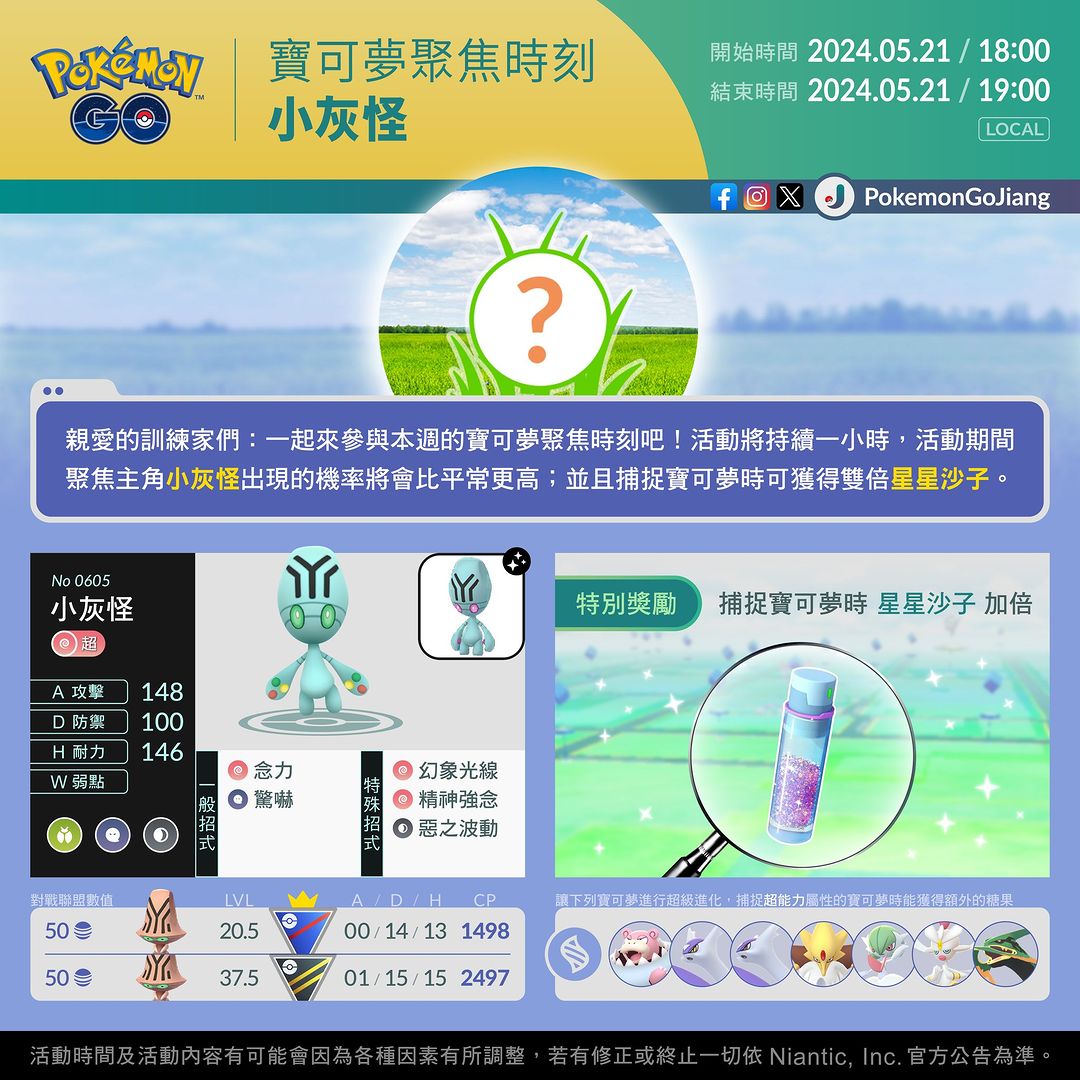 POKÉMON GO
TM
寶可夢聚焦時刻
小灰怪
開始時間 2024.05.21 / 18:00
結束時間 2024.05.21 / 19:00
LOCAL
PokemonGoJiang
?
親愛的訓練家們：一起來參與本週的寶可夢聚焦時刻吧！活動將持續一小時，活動期間
聚焦主角小灰怪出現的機率將會比平常更高；並且捕捉寶可夢時可獲得雙倍星星沙子。
No 0605
小灰怪
超
A 攻擊 148
D 防禦 100
H 耐力 146
W 弱點
一般招式
念力
驚嚇
特殊招式
幻象光線
精神強念
惡之波動
特別獎勵 捕捉寶可夢時 星星沙子 加倍
對戰聯盟數值 LVL A / D / H CP
50 20.5 00 / 14 / 13 1498
50 37.5 01 / 15 / 15 2497
讓下列寶可夢進行超級進化，捕捉超能力屬性的寶可夢時能獲得額外的糖果
活動時間及活動內容有可能會因為各種因素有所調整，若有修正或終止一切依 Niantic, Inc. 官方公告為準。